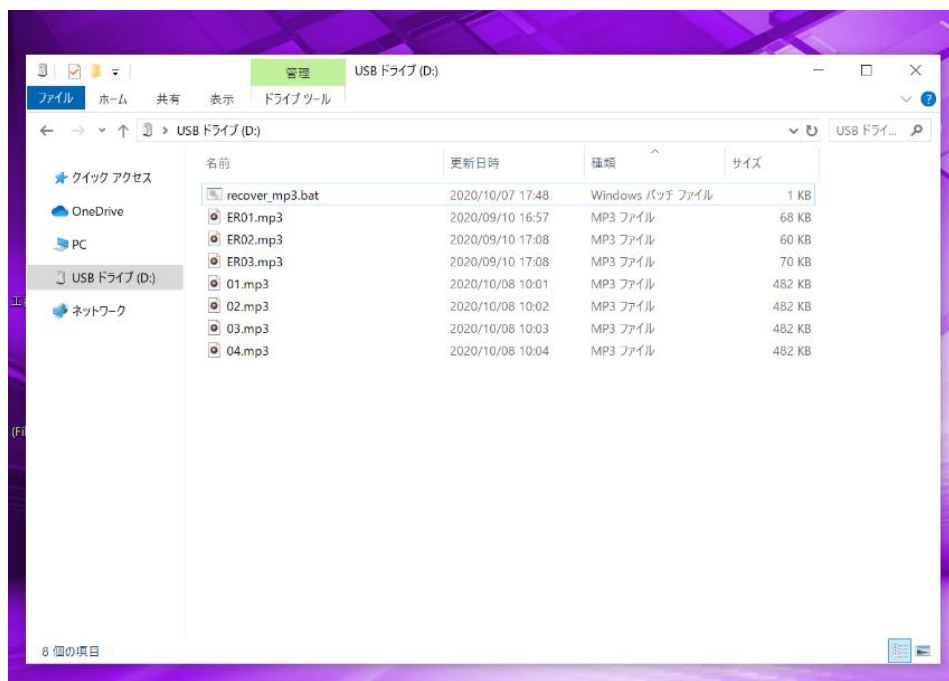 管理 USB ドライブ (D:)
ファイル ホーム 共有 表示 ドライブ ツール
USB ドライブ (D:) USB ドライ...
名前 更新日時 種類 サイズ
クイック アクセス
OneDrive
PC
USB ドライブ (D:)
ネットワーク
recover_mp3.bat 2020/10/07 17:48 Windows バッチ ファイル 1 KB
ER01.mp3 2020/09/10 16:57 MP3 ファイル 68 KB
ER02.mp3 2020/09/10 17:08 MP3 ファイル 60 KB
ER03.mp3 2020/09/10 17:08 MP3 ファイル 70 KB
01.mp3 2020/10/08 10:01 MP3 ファイル 482 KB
02.mp3 2020/10/08 10:02 MP3 ファイル 482 KB
03.mp3 2020/10/08 10:03 MP3 ファイル 482 KB
04.mp3 2020/10/08 10:04 MP3 ファイル 482 KB
8 個の項目